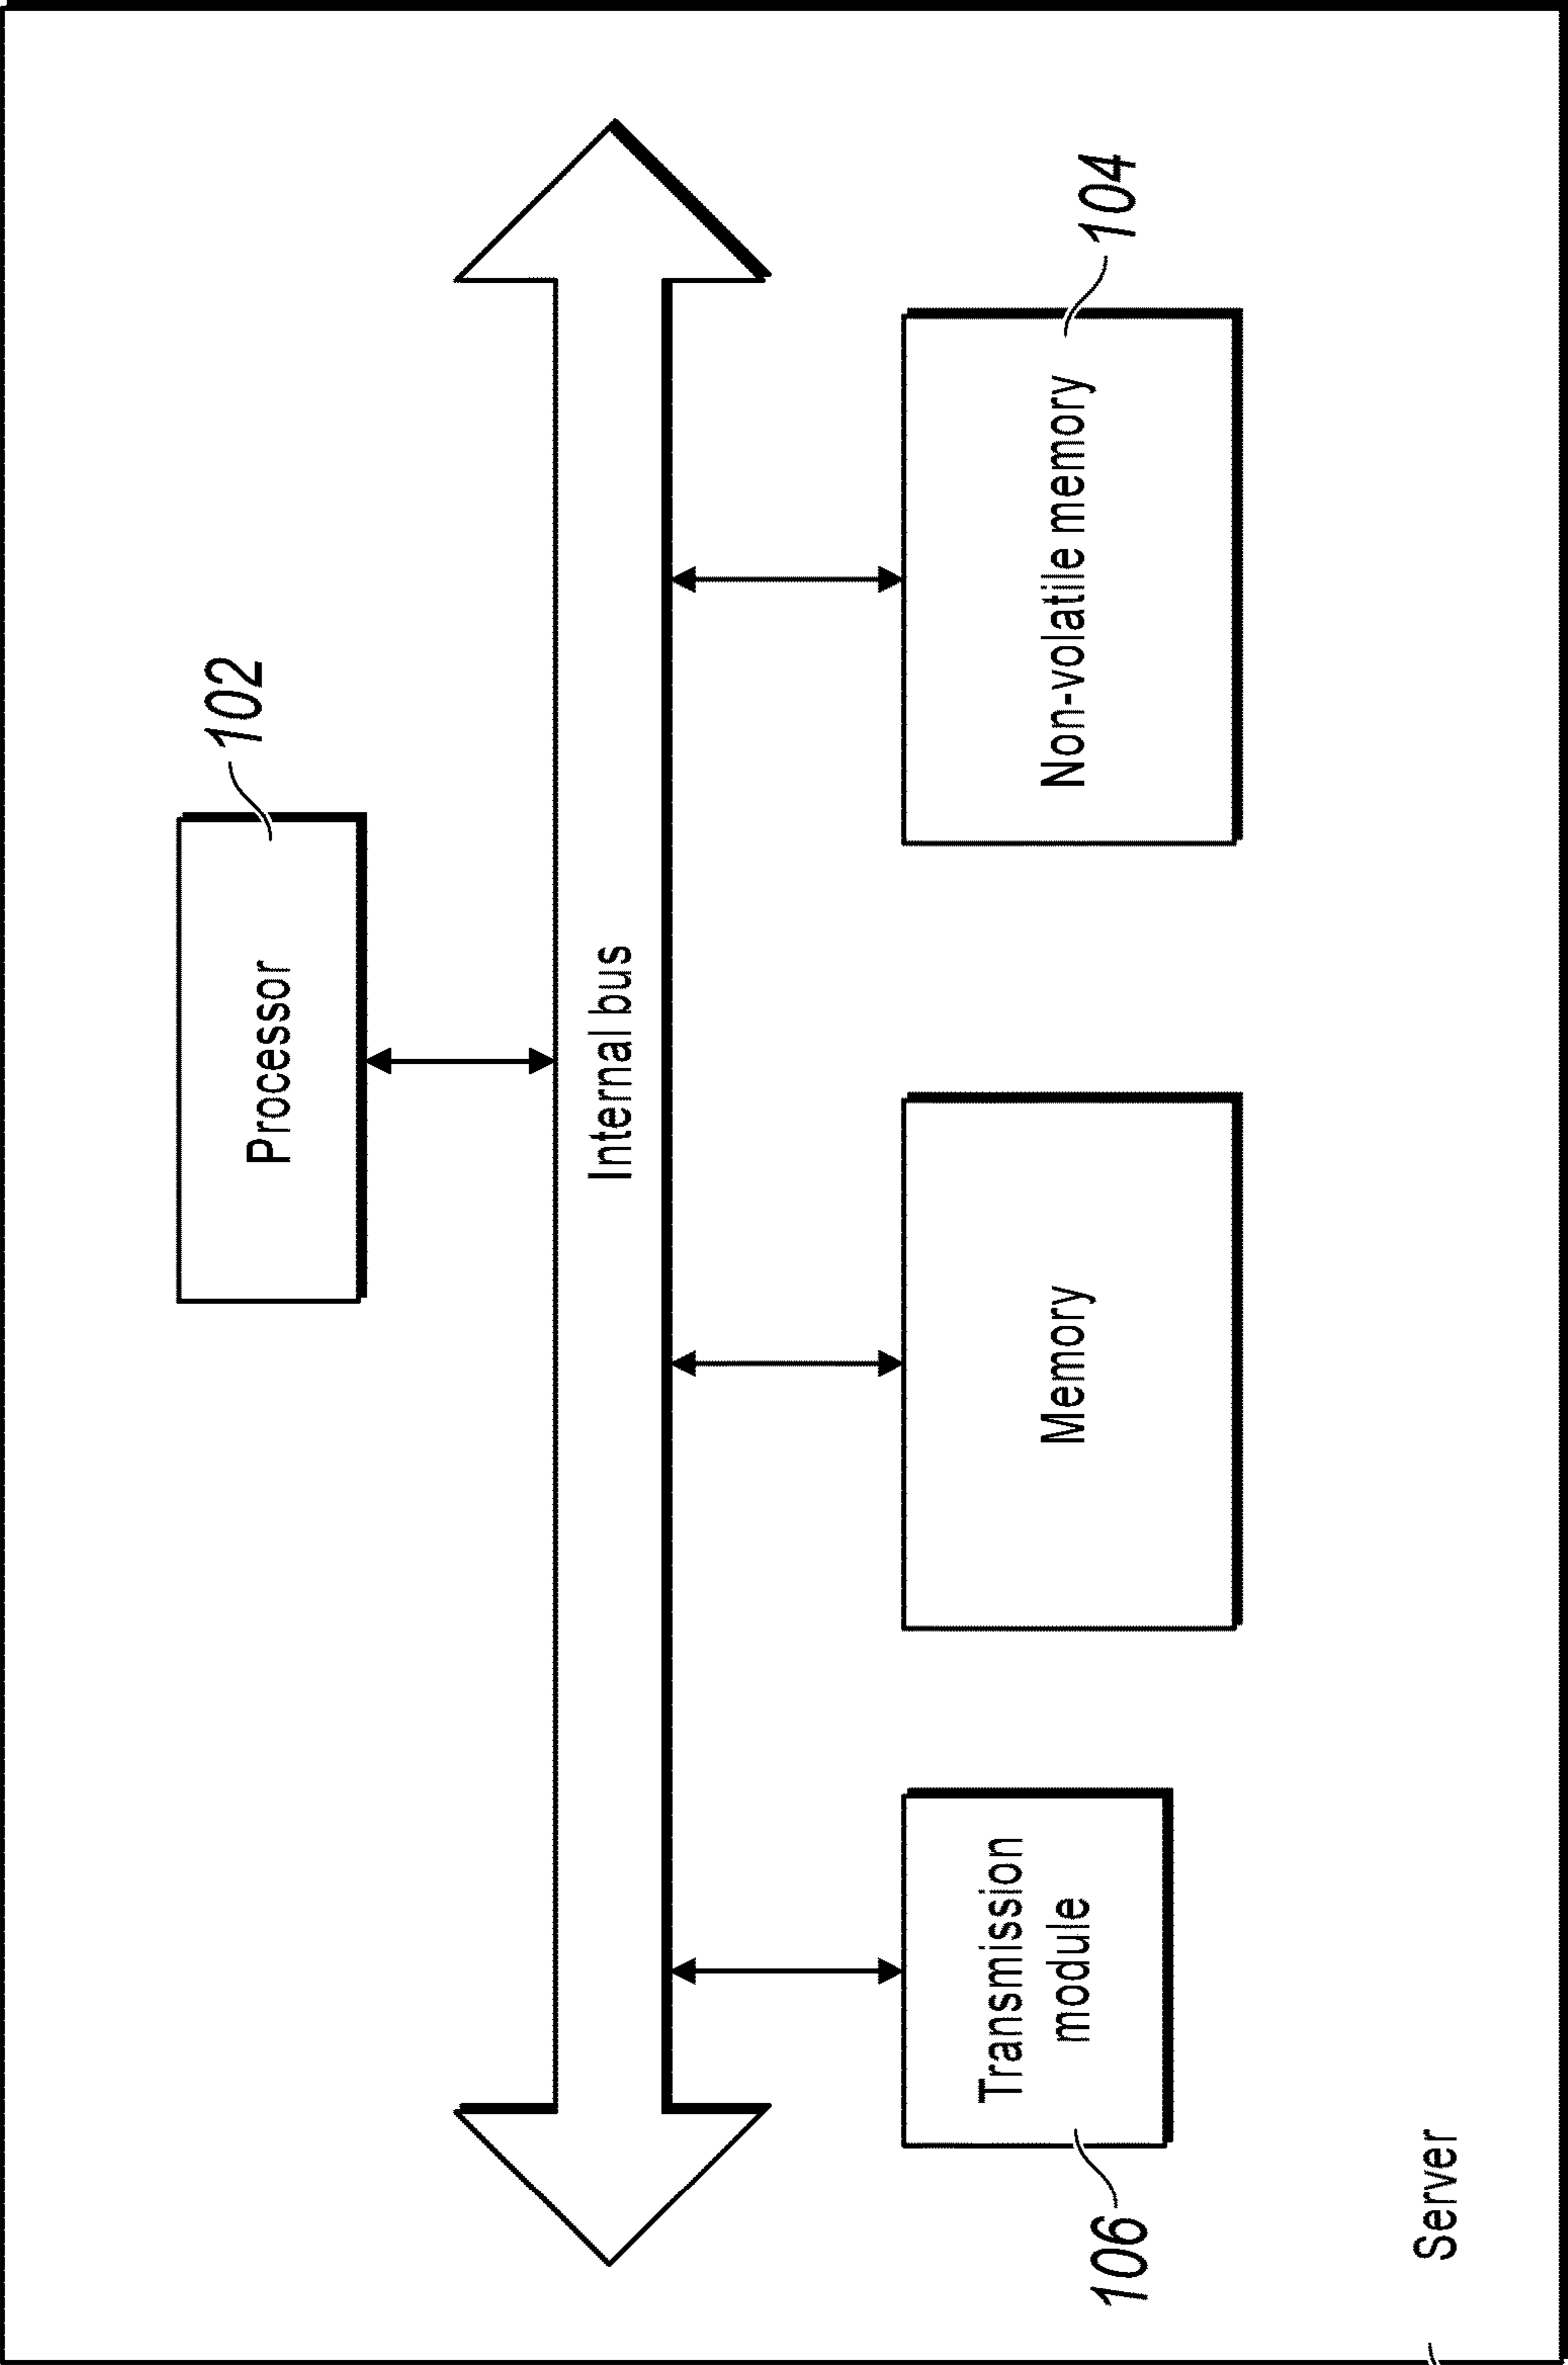 102
Processor
Internal bus
106
Transmission
module
Memory
Non-volatile memory
104
Server